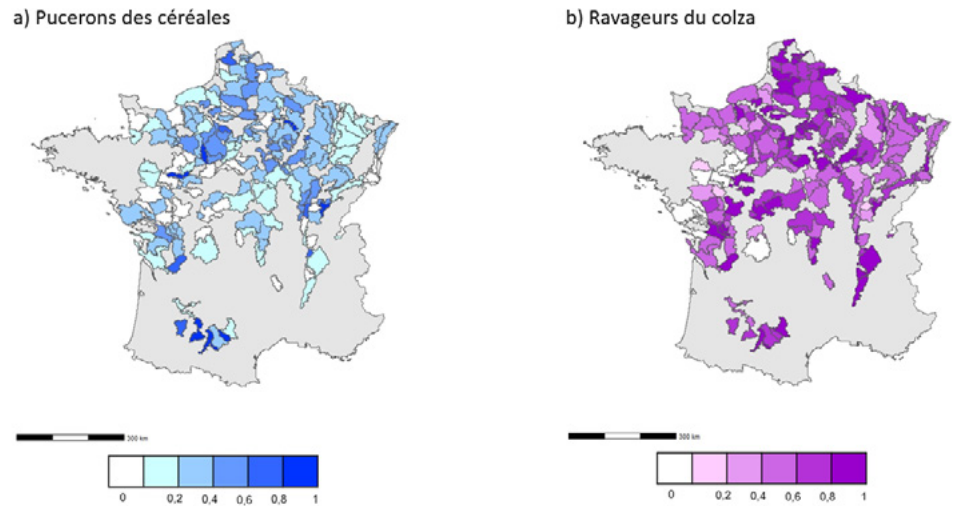 a) Pucerons des céréales
b) Ravageurs du colza
300 km
300 km
0 0,2 0,4 0,6 0,8 1
0 0,2 0,4 0,6 0,8 1